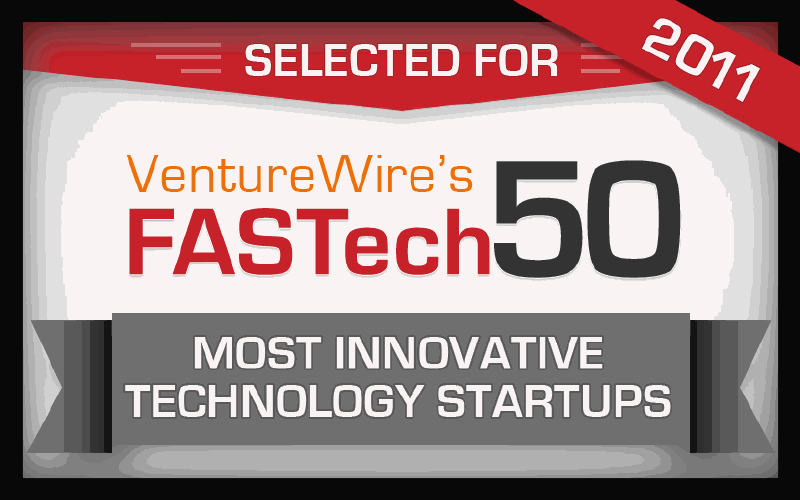 SELECTED FOR
2011
VentureWire's
FASTech50
MOST INNOVATIVE
TECHNOLOGY STARTUPS